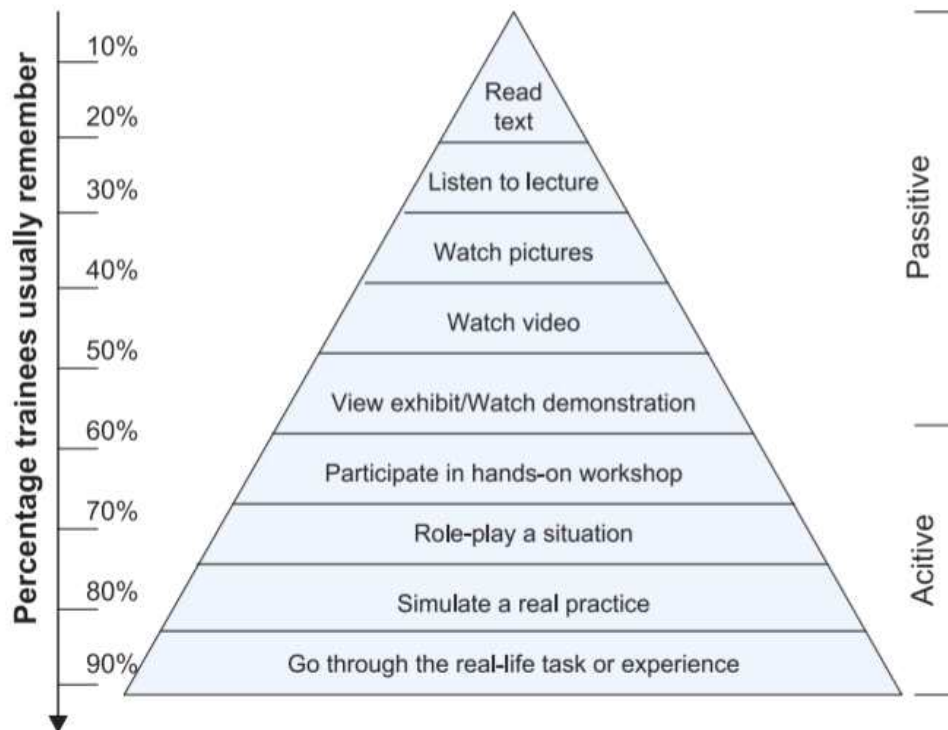 Percentage trainees usually remember
10%
20%
30%
40%
50%
60%
70%
80%
90%
Read
text
Listen to lecture
Watch pictures
Watch video
View exhibit/Watch demonstration
Participate in hands-on workshop
Role-play a situation
Simulate a real practice
Go through the real-life task or experience
Passitive
Acitive